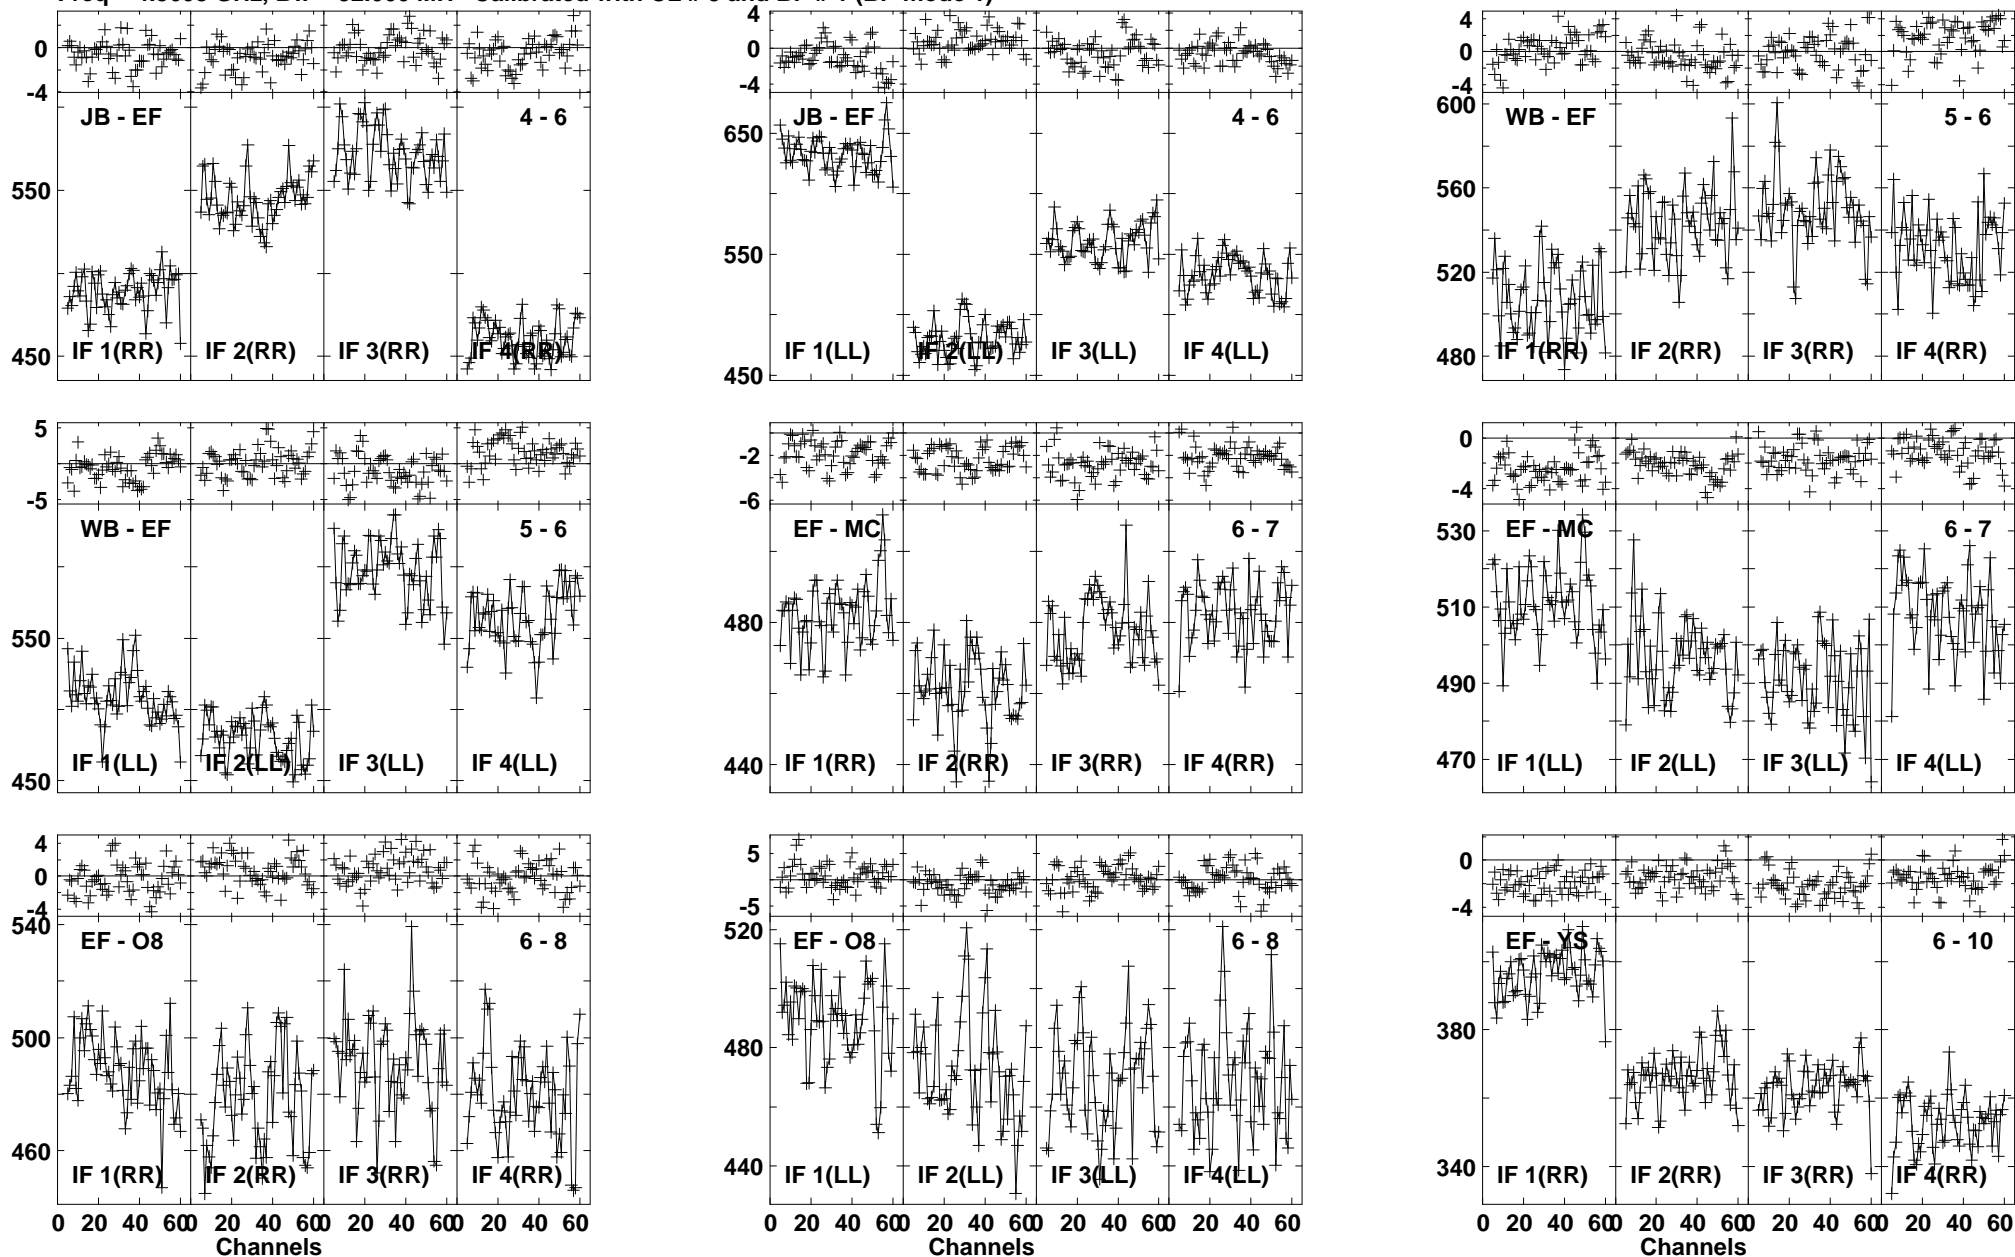 0
-4
JB - EF
4 - 6
550
450
IF 1(RR)
IF 2(RR)
IF 3(RR)
IF 4(RR)
4
0
-4
JB - EF
4 - 6
650
550
450
IF 1(LL)
IF 2(LL)
IF 3(LL)
IF 4(LL)
4
0
-4
600
WB - EF
5 - 6
560
520
480
IF 1(RR)
IF 2(RR)
IF 3(RR)
IF 4(RR)
5
0
-5
WB - EF
5 - 6
550
450
IF 1(LL)
IF 2(LL)
IF 3(LL)
IF 4(LL)
-2
-6
EF - MC
6 - 7
480
440
IF 1(RR)
IF 2(RR)
IF 3(RR)
IF 4(RR)
0
-4
530
EF - MC
6 - 7
510
490
470
IF 1(LL)
IF 2(LL)
IF 3(LL)
IF 4(LL)
4
0
-4
540
EF - O8
6 - 8
500
460
IF 1(RR)
IF 2(RR)
IF 3(RR)
IF 4(RR)
0 20 40 60 0 20 40 60 0 20 40 60 0 20 40 60
Channels
5
-5
520
EF - O8
6 - 8
480
440
IF 1(LL)
IF 2(LL)
IF 3(LL)
IF 4(LL)
0 20 40 60 0 20 40 60 0 20 40 60 0 20 40 60
Channels
0
-4
EF - YS
6 - 10
380
340
IF 1(RR)
IF 2(RR)
IF 3(RR)
IF 4(RR)
0 20 40 60 0 20 40 60 0 20 40 60 0 20 40 60
Channels